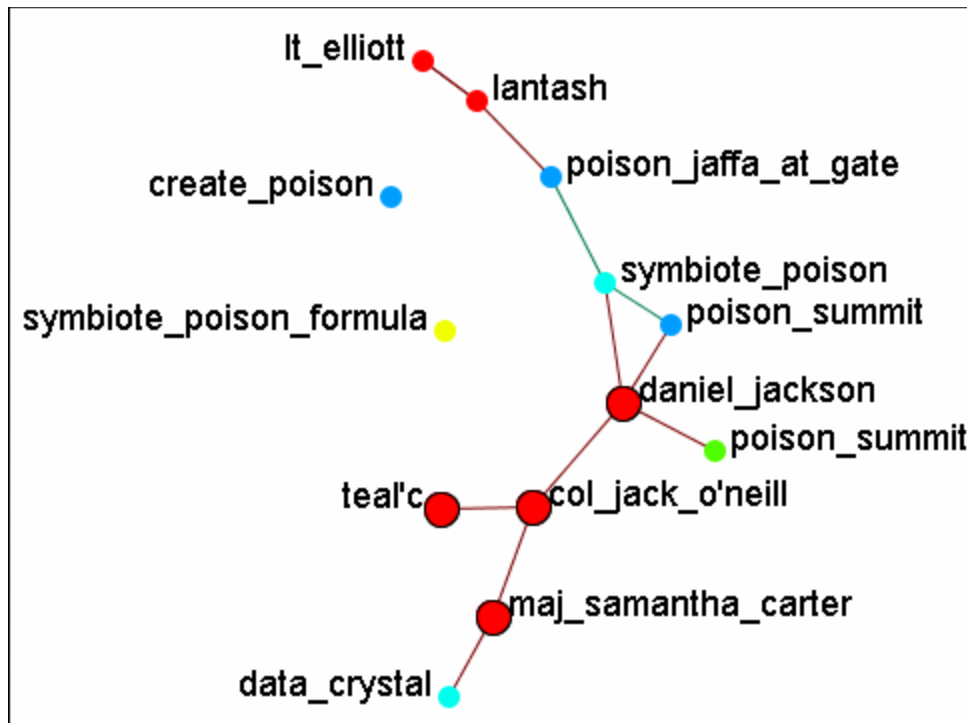 lt_elliott
lantash
poison_jaffa_at_gate
create_poison
symbiote_poison
poison_summit
symbiote_poison_formula
daniel_jackson
poison_summit
teal'c
col_jack_o'neill
maj_samantha_carter
data_crystal